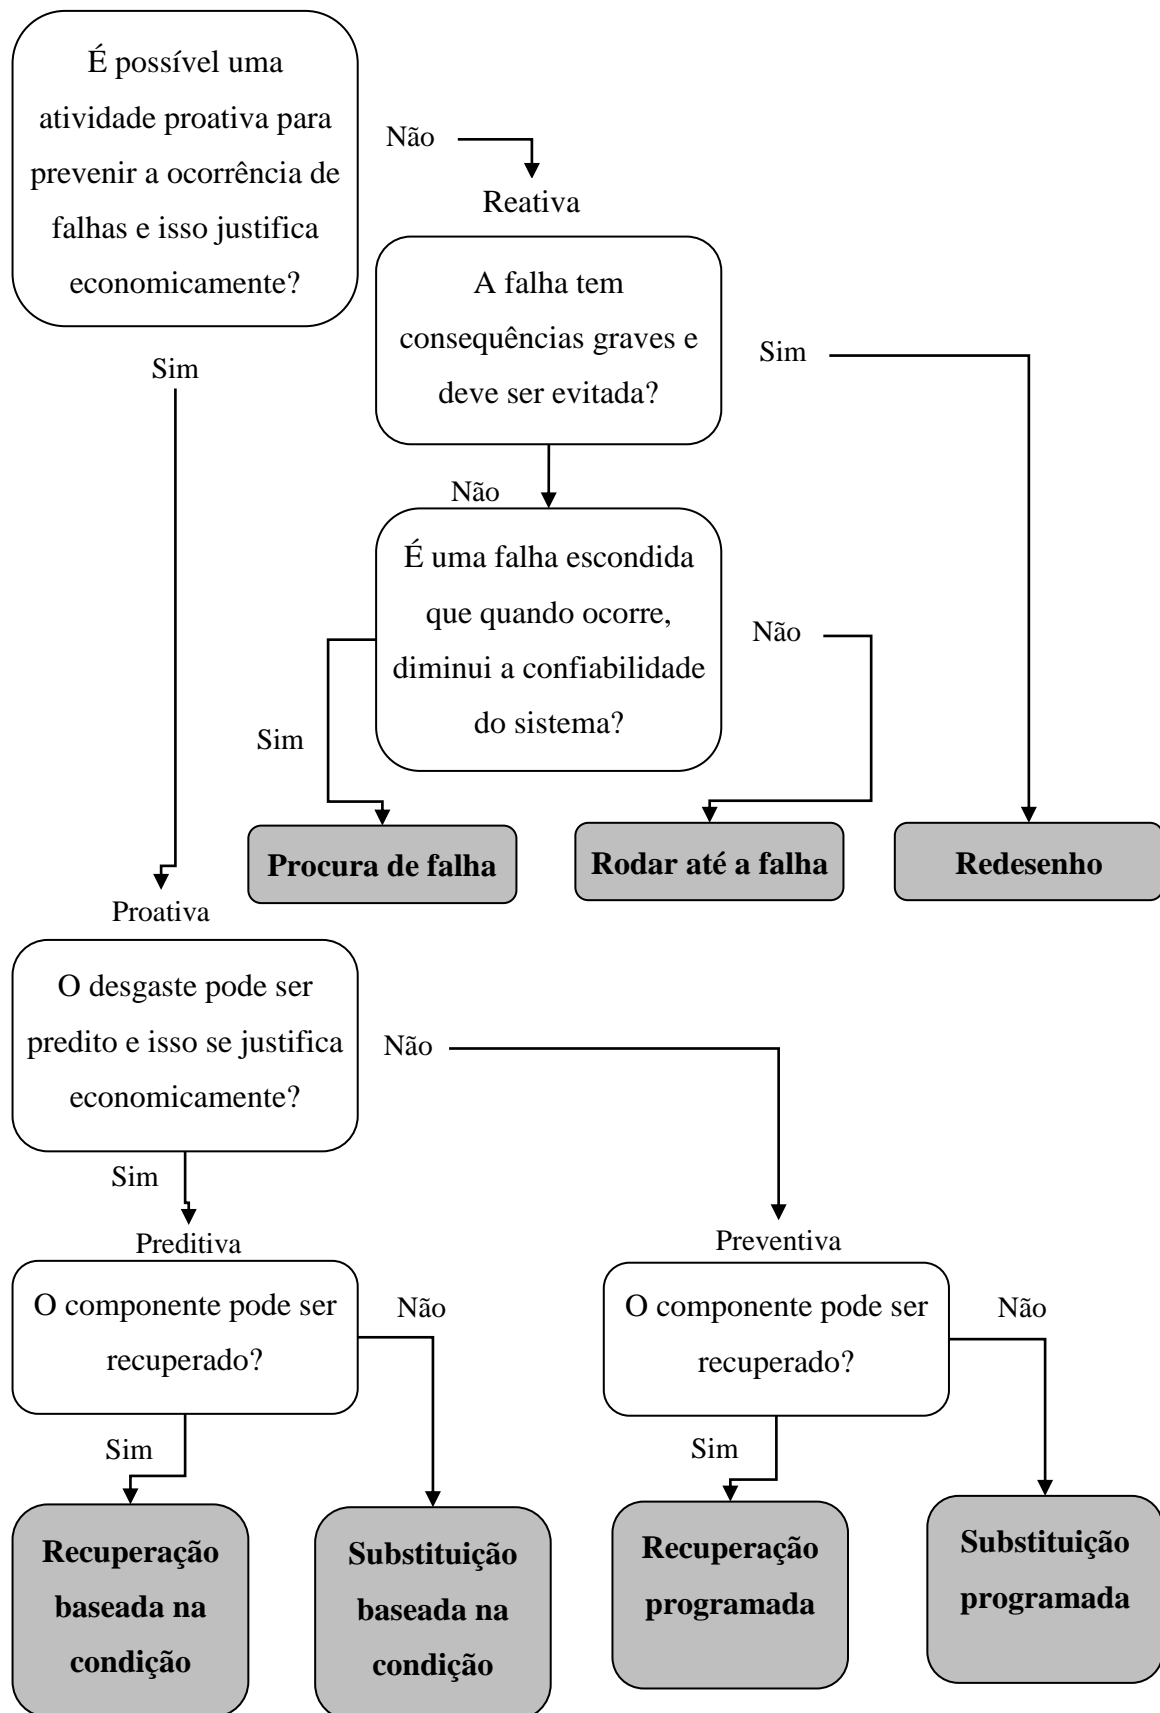 É possível uma
atividade proativa para
prevenir a ocorrência de
falhas e isso justifica
economicamente?
Não
Reativa
Sim
A falha tem
consequências graves e
deve ser evitada?
Sim
Não
É uma falha escondida
que quando ocorre,
diminui a confiabilidade
do sistema?
Não
Sim
Procura de falha
Rodar até a falha
Redesenho
Proativa
O desgaste pode ser
predito e isso se justifica
economicamente?
Não
Sim
Preditiva
Preventiva
O componente pode ser
recuperado?
Não
O componente pode ser
recuperado?
Não
Sim
Sim
Recuperação
baseada na
condição
Substituição
baseada na
condição
Recuperação
programada
Substituição
programada